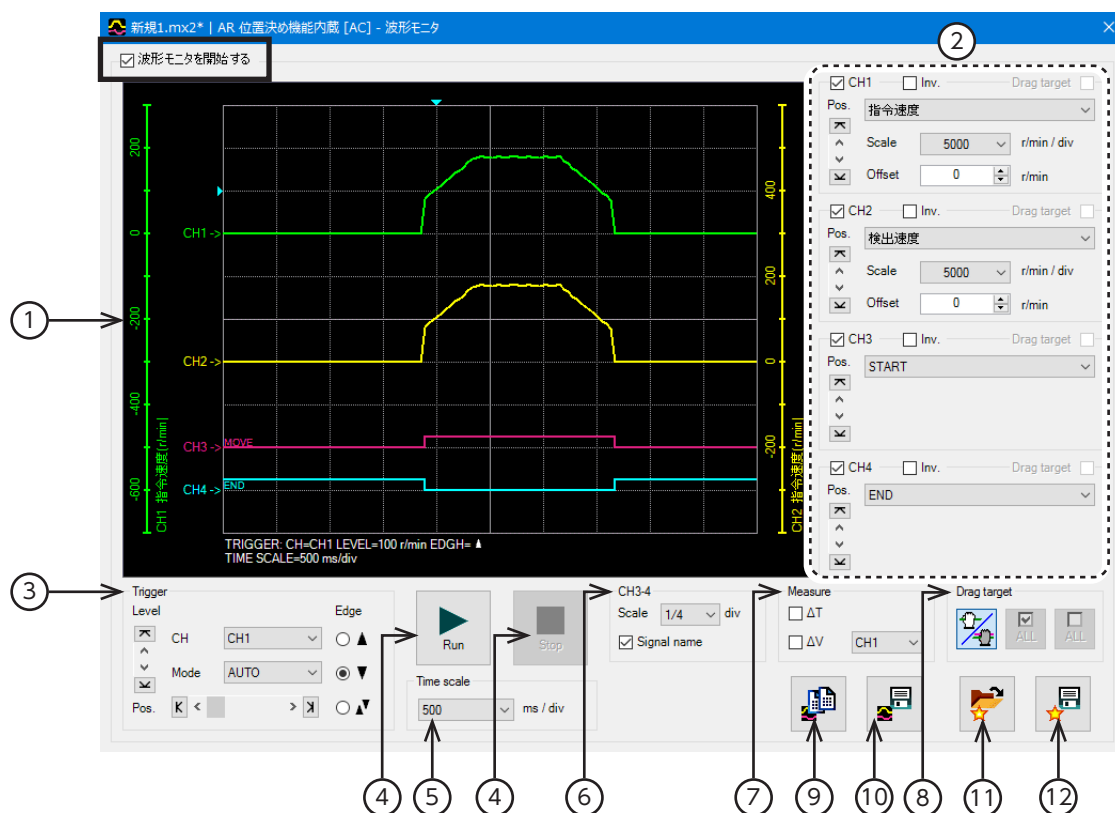 新規1.mx2* | AR 位置決め機能内蔵 [AC] - 波形モニタ
波形モニタを開始する
②
CH1 Inv. Drag target
Pos. 指令速度
Scale 5000 r/min / div
Offset 0 r/min
CH2 Inv. Drag target
Pos. 検出速度
Scale 5000 r/min / div
Offset 0 r/min
CH3 Inv. Drag target
Pos. START
CH4 Inv. Drag target
Pos. END
①
200
0
-200
-400
-600
CH1 指令速度[r/min]
CH1 ->
CH2 ->
CH3 -> MOVE
CH4 -> END
400
200
0
-200
CH2 指令速度[r/min]
TRIGGER: CH=CH1 LEVEL=100 r/min EDGH=
TIME SCALE=500 ms/div
③
Trigger
Level Edge
CH CH1
Mode AUTO
Pos.
Run
Stop
Time scale
500 ms / div
CH3-4
Scale 1/4 div
Signal name
Measure
ΔT
ΔV CH1
Drag target
ALL ALL
④ ⑤ ④ ⑥ ⑦ ⑨ ⑩ ⑧ ⑪ ⑫